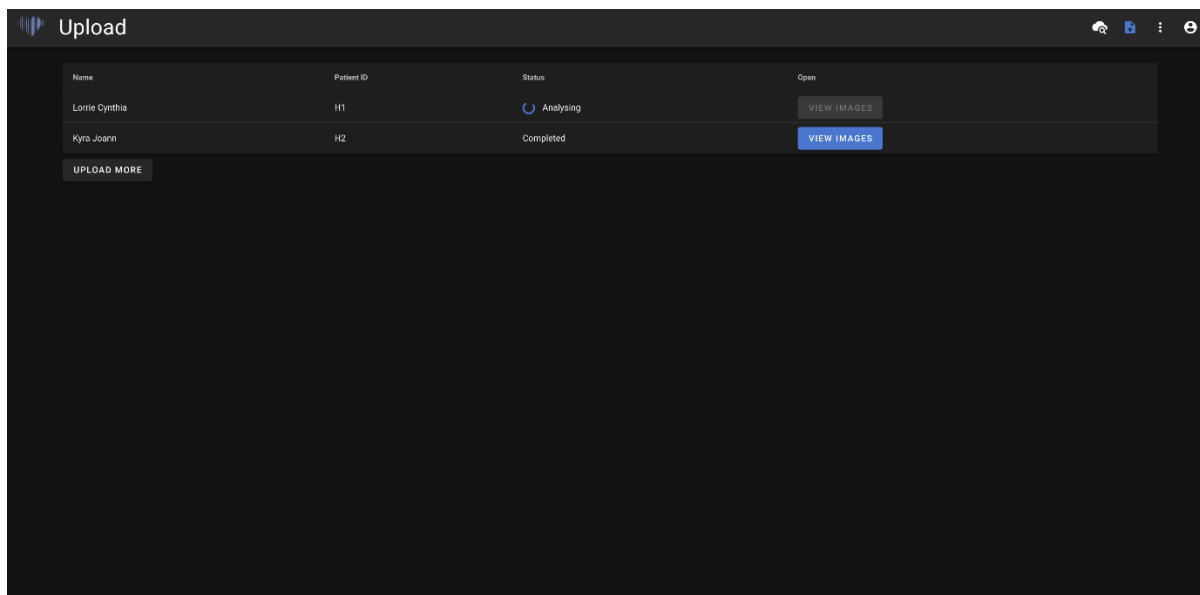 Upload
Name Patient ID Status Open
Lorrie Cynthia H1 Analysing VIEW IMAGES
Kyra Joann H2 Completed VIEW IMAGES
UPLOAD MORE